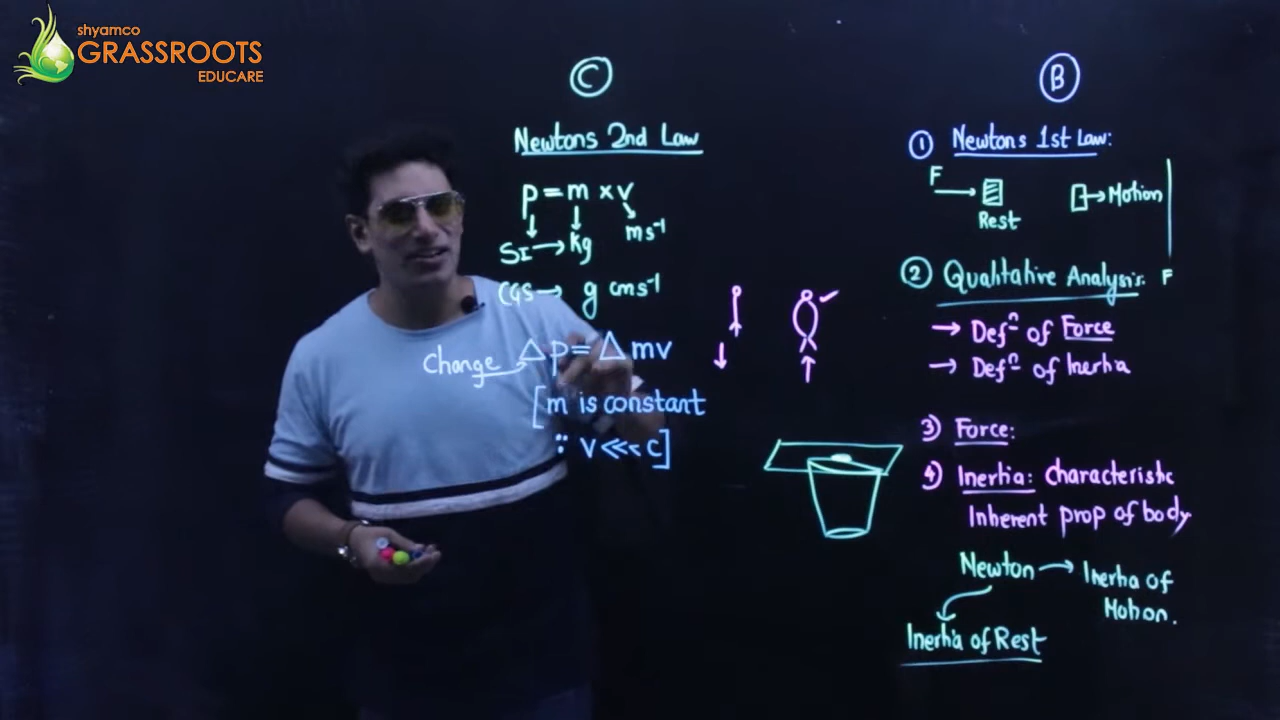 shyamco
GRASSROOTS
EDUCARE
C
Newtons 2nd Law
p = m × v
SI → kg ms⁻¹
CGS → g cms⁻¹
Change Δp = Δmv
[m is constant
∵ v <<< c]
B
① Newtons 1st Law:
F
Rest
Motion
② Qualitative Analysis:
F
→ Defⁿ of Force
→ Defⁿ of Inertia
3) Force:
4) Inertia: Characteristic
Inherent prop of body
Newton → Inertia of
Motion.
Inertia of Rest